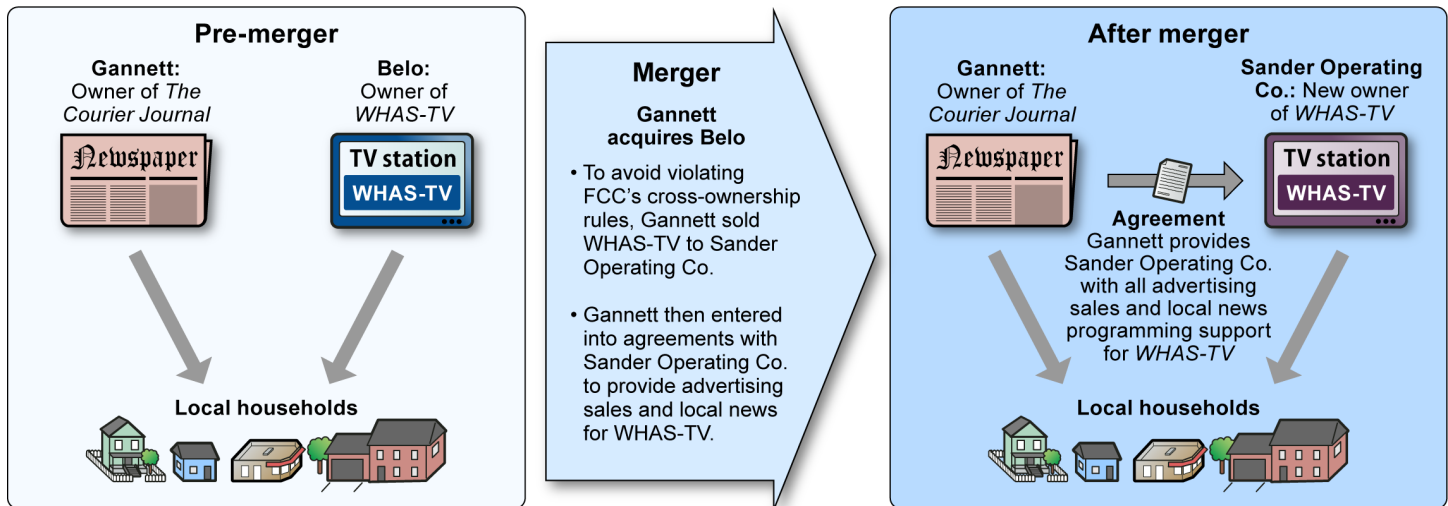 Pre-merger
Gannett:
Owner of The
Courier Journal
Belo:
Owner of
WHAS-TV
Newspaper
TV station
WHAS-TV
Local households
Merger
Gannett
acquires Belo
• To avoid violating
FCC's cross-ownership
rules, Gannett sold
WHAS-TV to Sander
Operating Co.
• Gannett then entered
into agreements with
Sander Operating Co.
to provide advertising
sales and local news
for WHAS-TV.
After merger
Gannett:
Owner of The
Courier Journal
Sander Operating
Co.: New owner
of WHAS-TV
Newspaper
TV station
WHAS-TV
Agreement
Gannett provides
Sander Operating Co.
with all advertising
sales and local news
programming support
for WHAS-TV
Local households